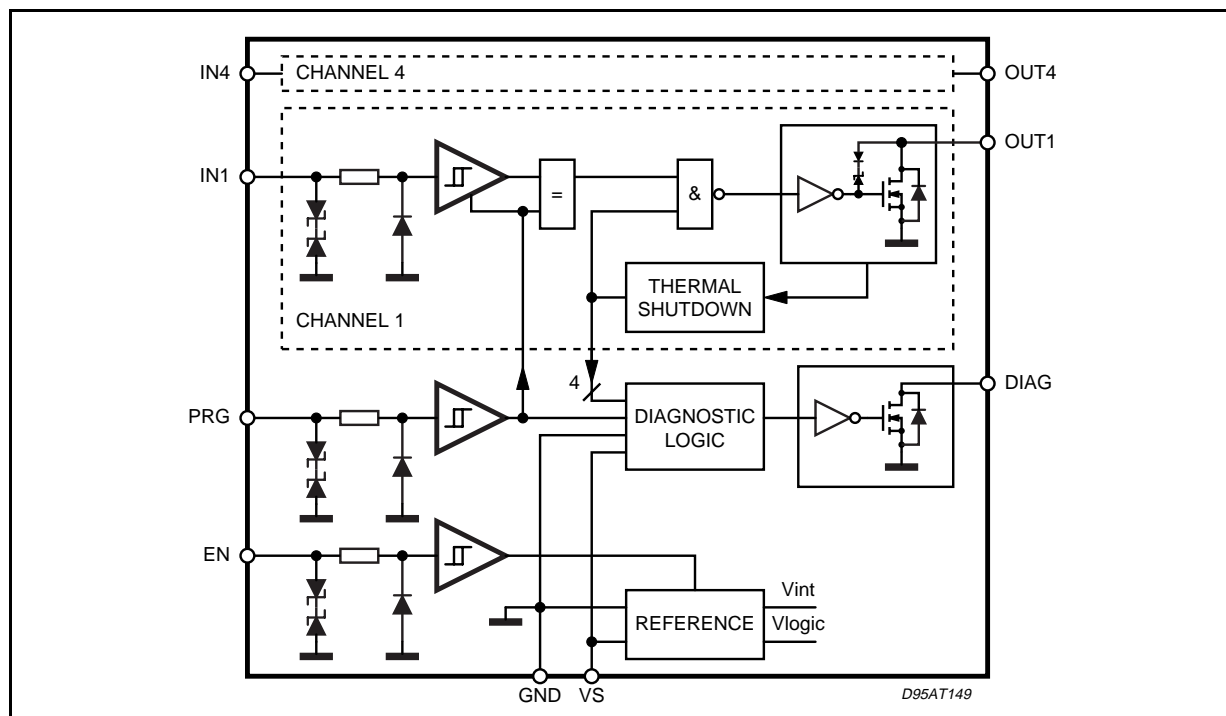 IN4
CHANNEL 4
OUT4
OUT1
IN1
=
&
THERMAL
SHUTDOWN
CHANNEL 1
4
DIAG
PRG
DIAGNOSTIC
LOGIC
EN
Vint
REFERENCE
Vlogic
GND
VS
D95AT149